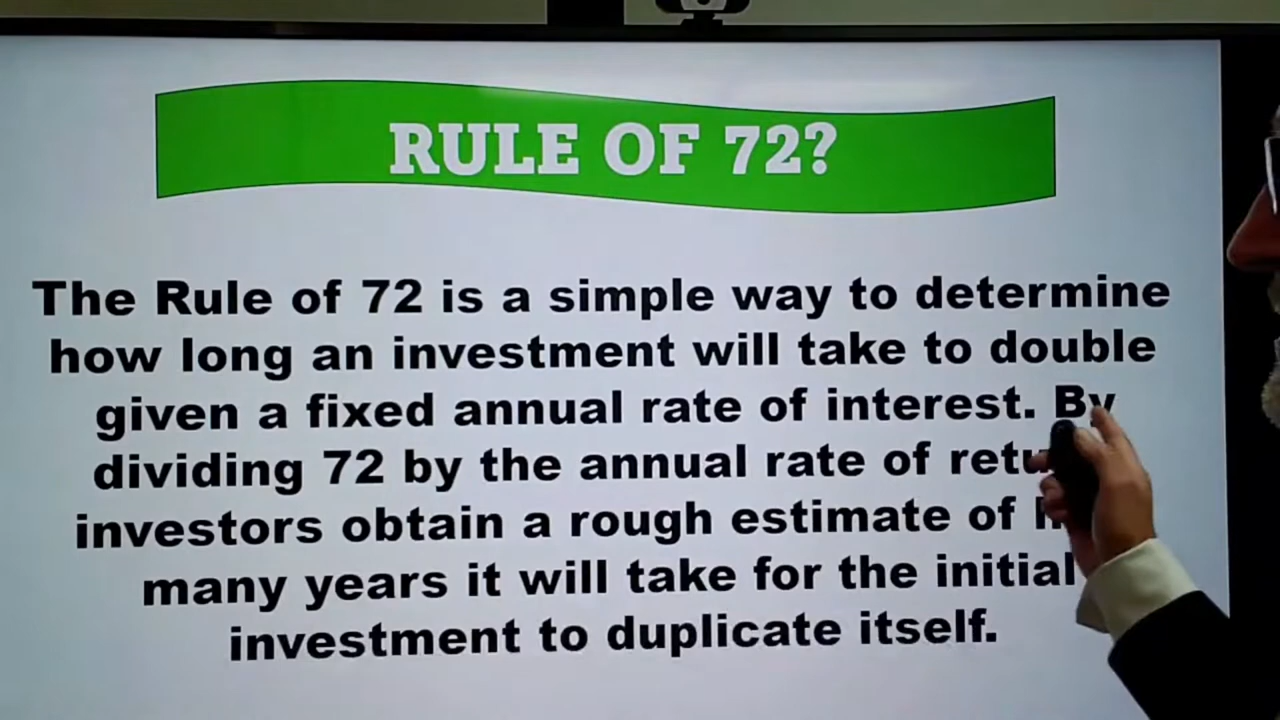 RULE OF 72?
The Rule of 72 is a simple way to determine
how long an investment will take to double
given a fixed annual rate of interest. By
dividing 72 by the annual rate of
investors obtain a rough estimate of
many years it will take for the initial
investment to duplicate itself.